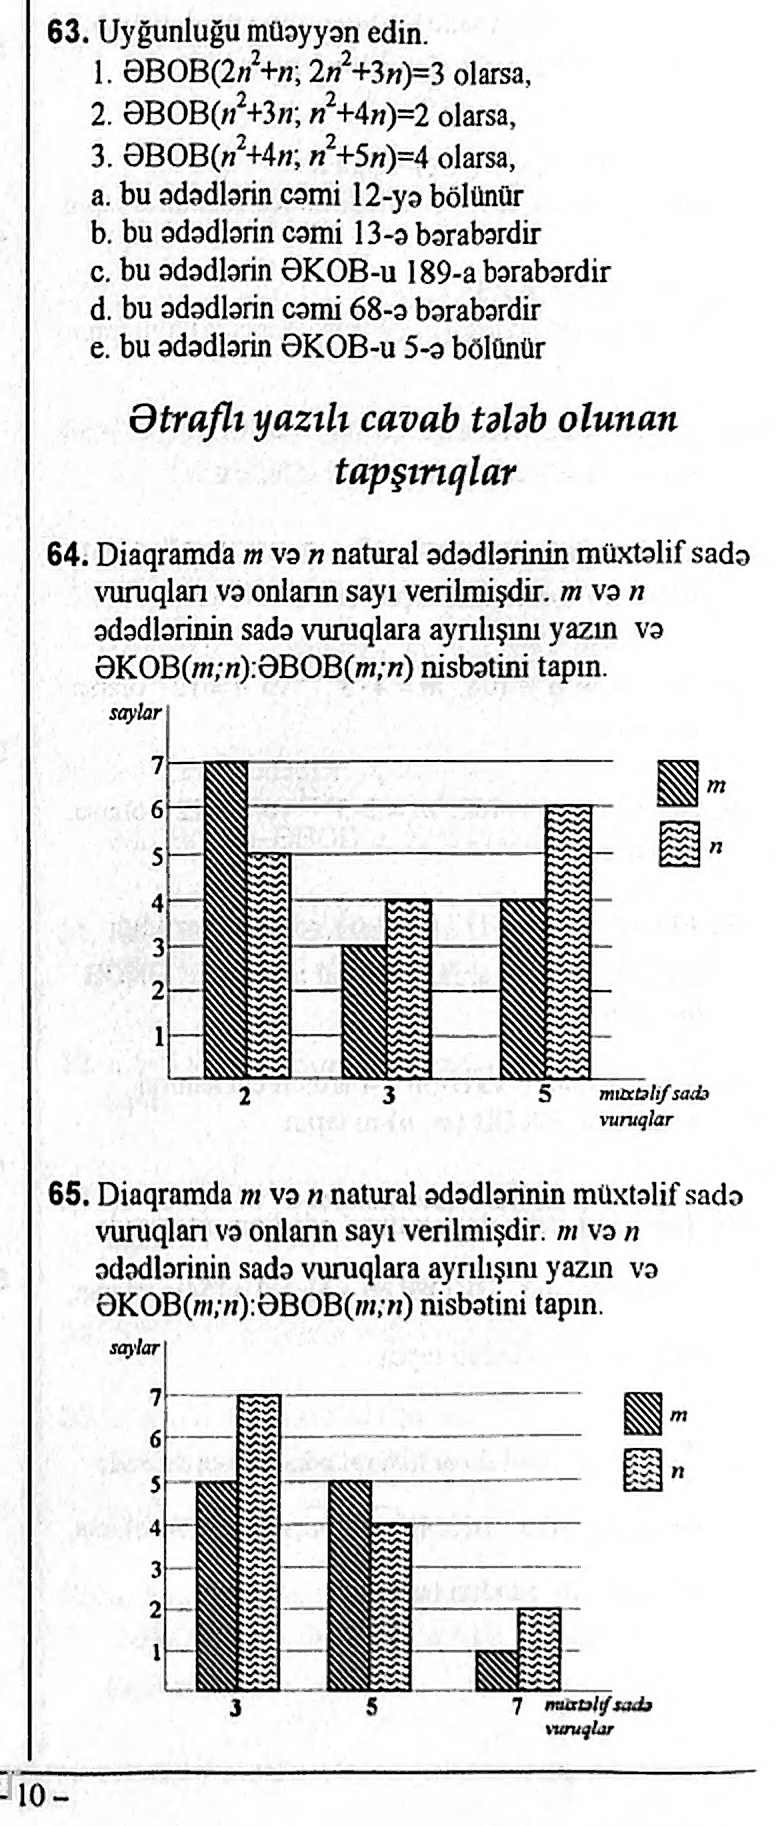 63. Uyğunluğu müəyyən edin.
1. ƏBOB(2n²+n; 2n²+3n)=3 olarsa,
2. ƏBOB(n²+3n; n²+4n)=2 olarsa,
3. ƏBOB(n²+4n; n²+5n)=4 olarsa,
a. bu ədədlərin cəmi 12-yə bölünür
b. bu ədədlərin cəmi 13-ə bərabərdir
c. bu ədədlərin ƏKOB-u 189-a bərabərdir
d. bu ədədlərin cəmi 68-ə bərabərdir
e. bu ədədlərin ƏKOB-u 5-ə bölünür
Ətraflı yazılı cavab tələb olunan
tapşırıqlar
64. Diaqramda m və n natural ədədlərinin müxtəlif sadə
vuruqları və onların sayı verilmişdir. m və n
ədədlərinin sadə vuruqlara ayrılışını yazın və
ƏKOB(m;n):ƏBOB(m;n) nisbətini tapın.
saylar
7
m
6
n
5
4
3
2
1
2 3 5 müxtəlif sadə
vuruqlar
65. Diaqramda m və n natural ədədlərinin müxtəlif sadə
vuruqları və onların sayı verilmişdir. m və n
ədədlərinin sadə vuruqlara ayrılışını yazın və
ƏKOB(m;n):ƏBOB(m;n) nisbətini tapın.
saylar
7
m
6
n
5
4
3
2
1
3 5 7 müxtəlif sadə
vuruqlar
- 10 -